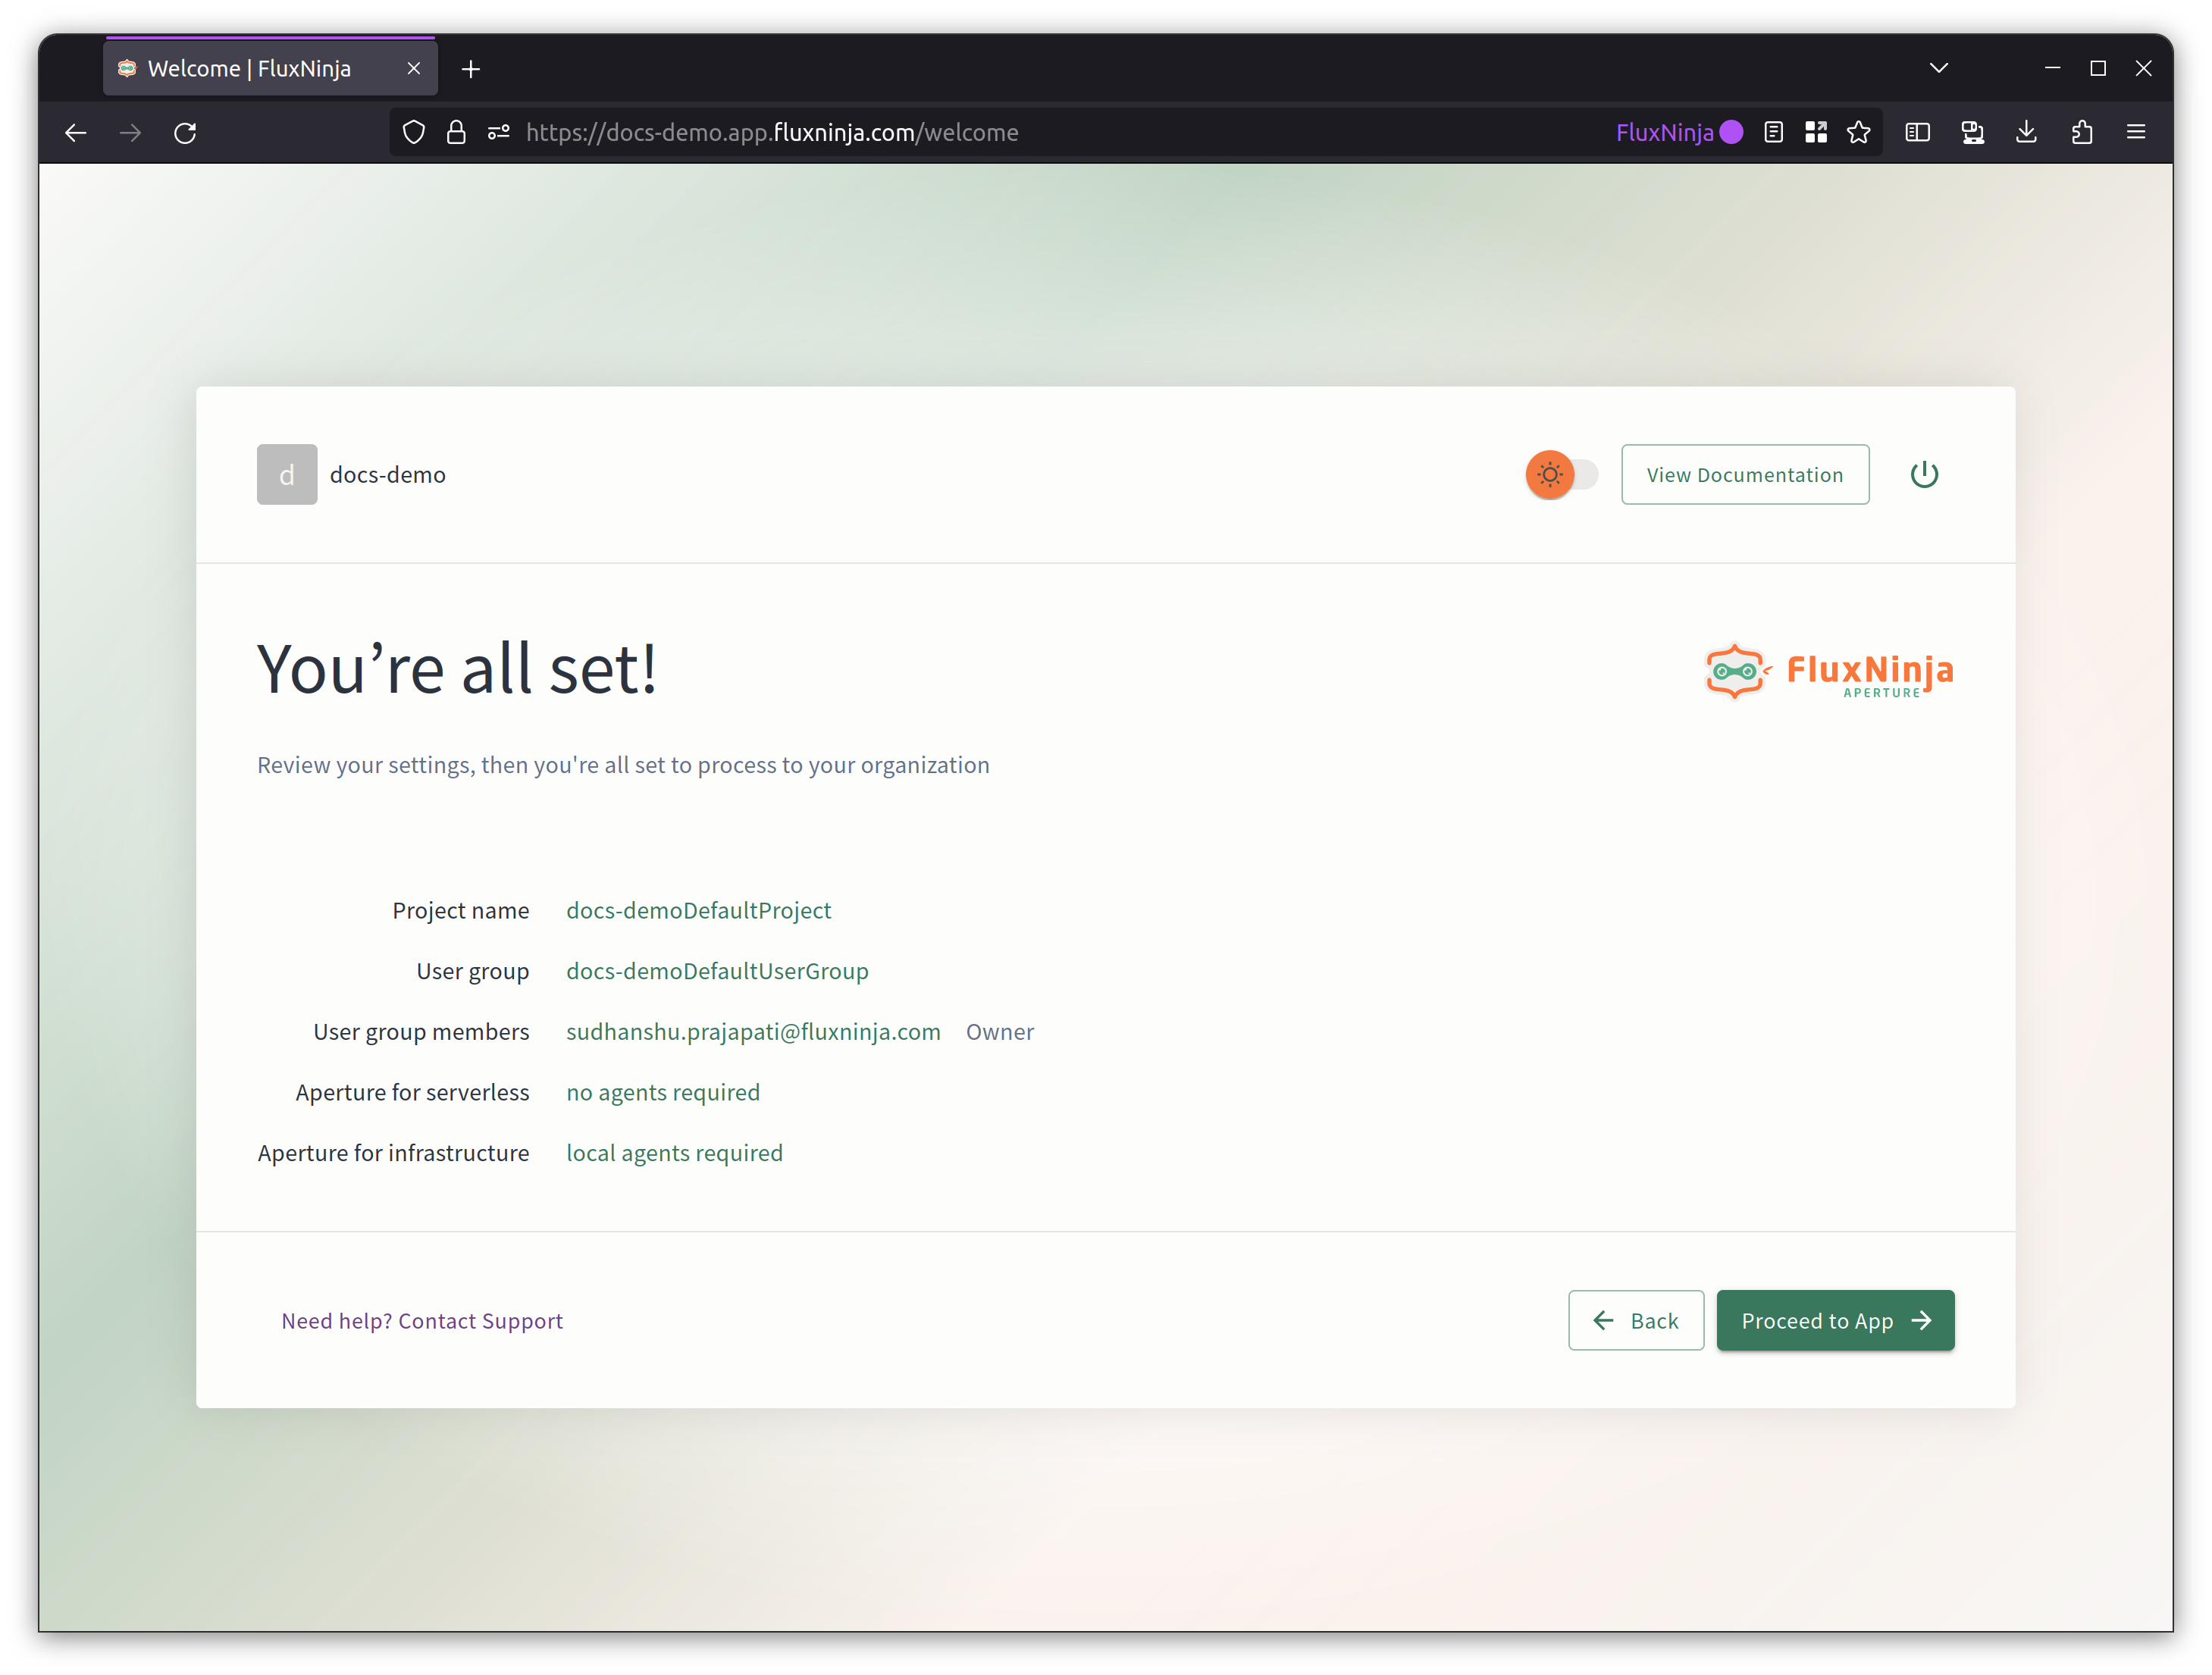 Welcome | FluxNinja
https://docs-demo.app.fluxninja.com/welcome
FluxNinja
d
docs-demo
View Documentation
You’re all set!
FluxNinja
APERTURE
Review your settings, then you're all set to process to your organization
Project name docs-demoDefaultProject
User group docs-demoDefaultUserGroup
User group members sudhanshu.prajapati@fluxninja.com Owner
Aperture for serverless no agents required
Aperture for infrastructure local agents required
Need help? Contact Support
Back
Proceed to App